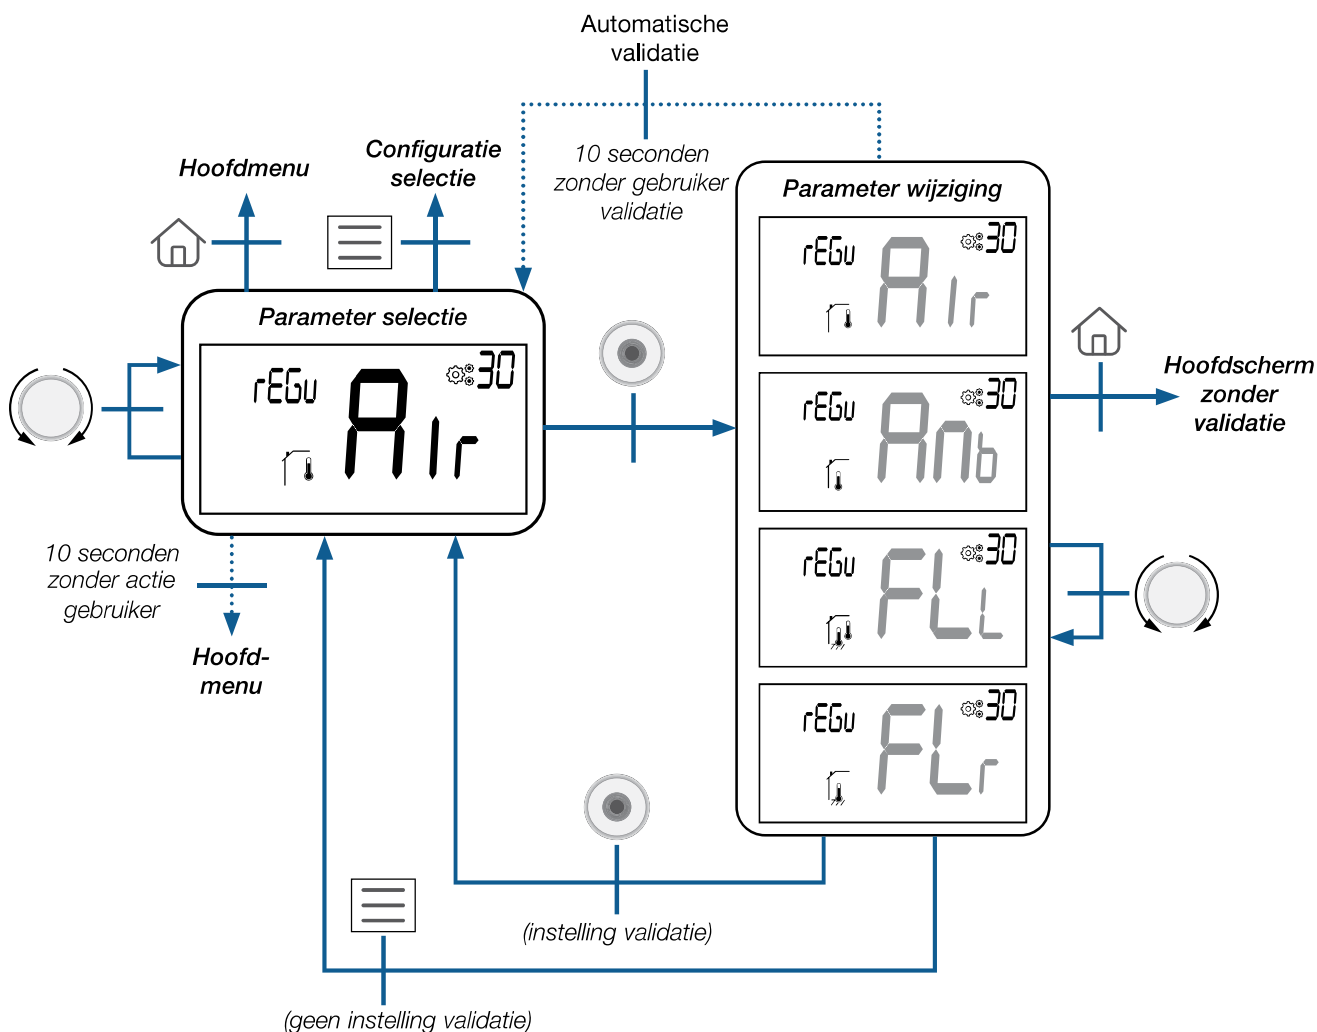 Automatische
validatie
10 seconden
zonder gebruiker
validatie
Hoofdmenu
Configuratie
selectie
Parameter selectie
rEGu
30
AIr
10 seconden
zonder actie
gebruiker
Hoofd-
menu
Parameter wijziging
rEGu
30
AIr
rEGu
30
Amb
rEGu
30
FLL
rEGu
30
FLr
Hoofdscherm
zonder
validatie
(instelling validatie)
(geen instelling validatie)